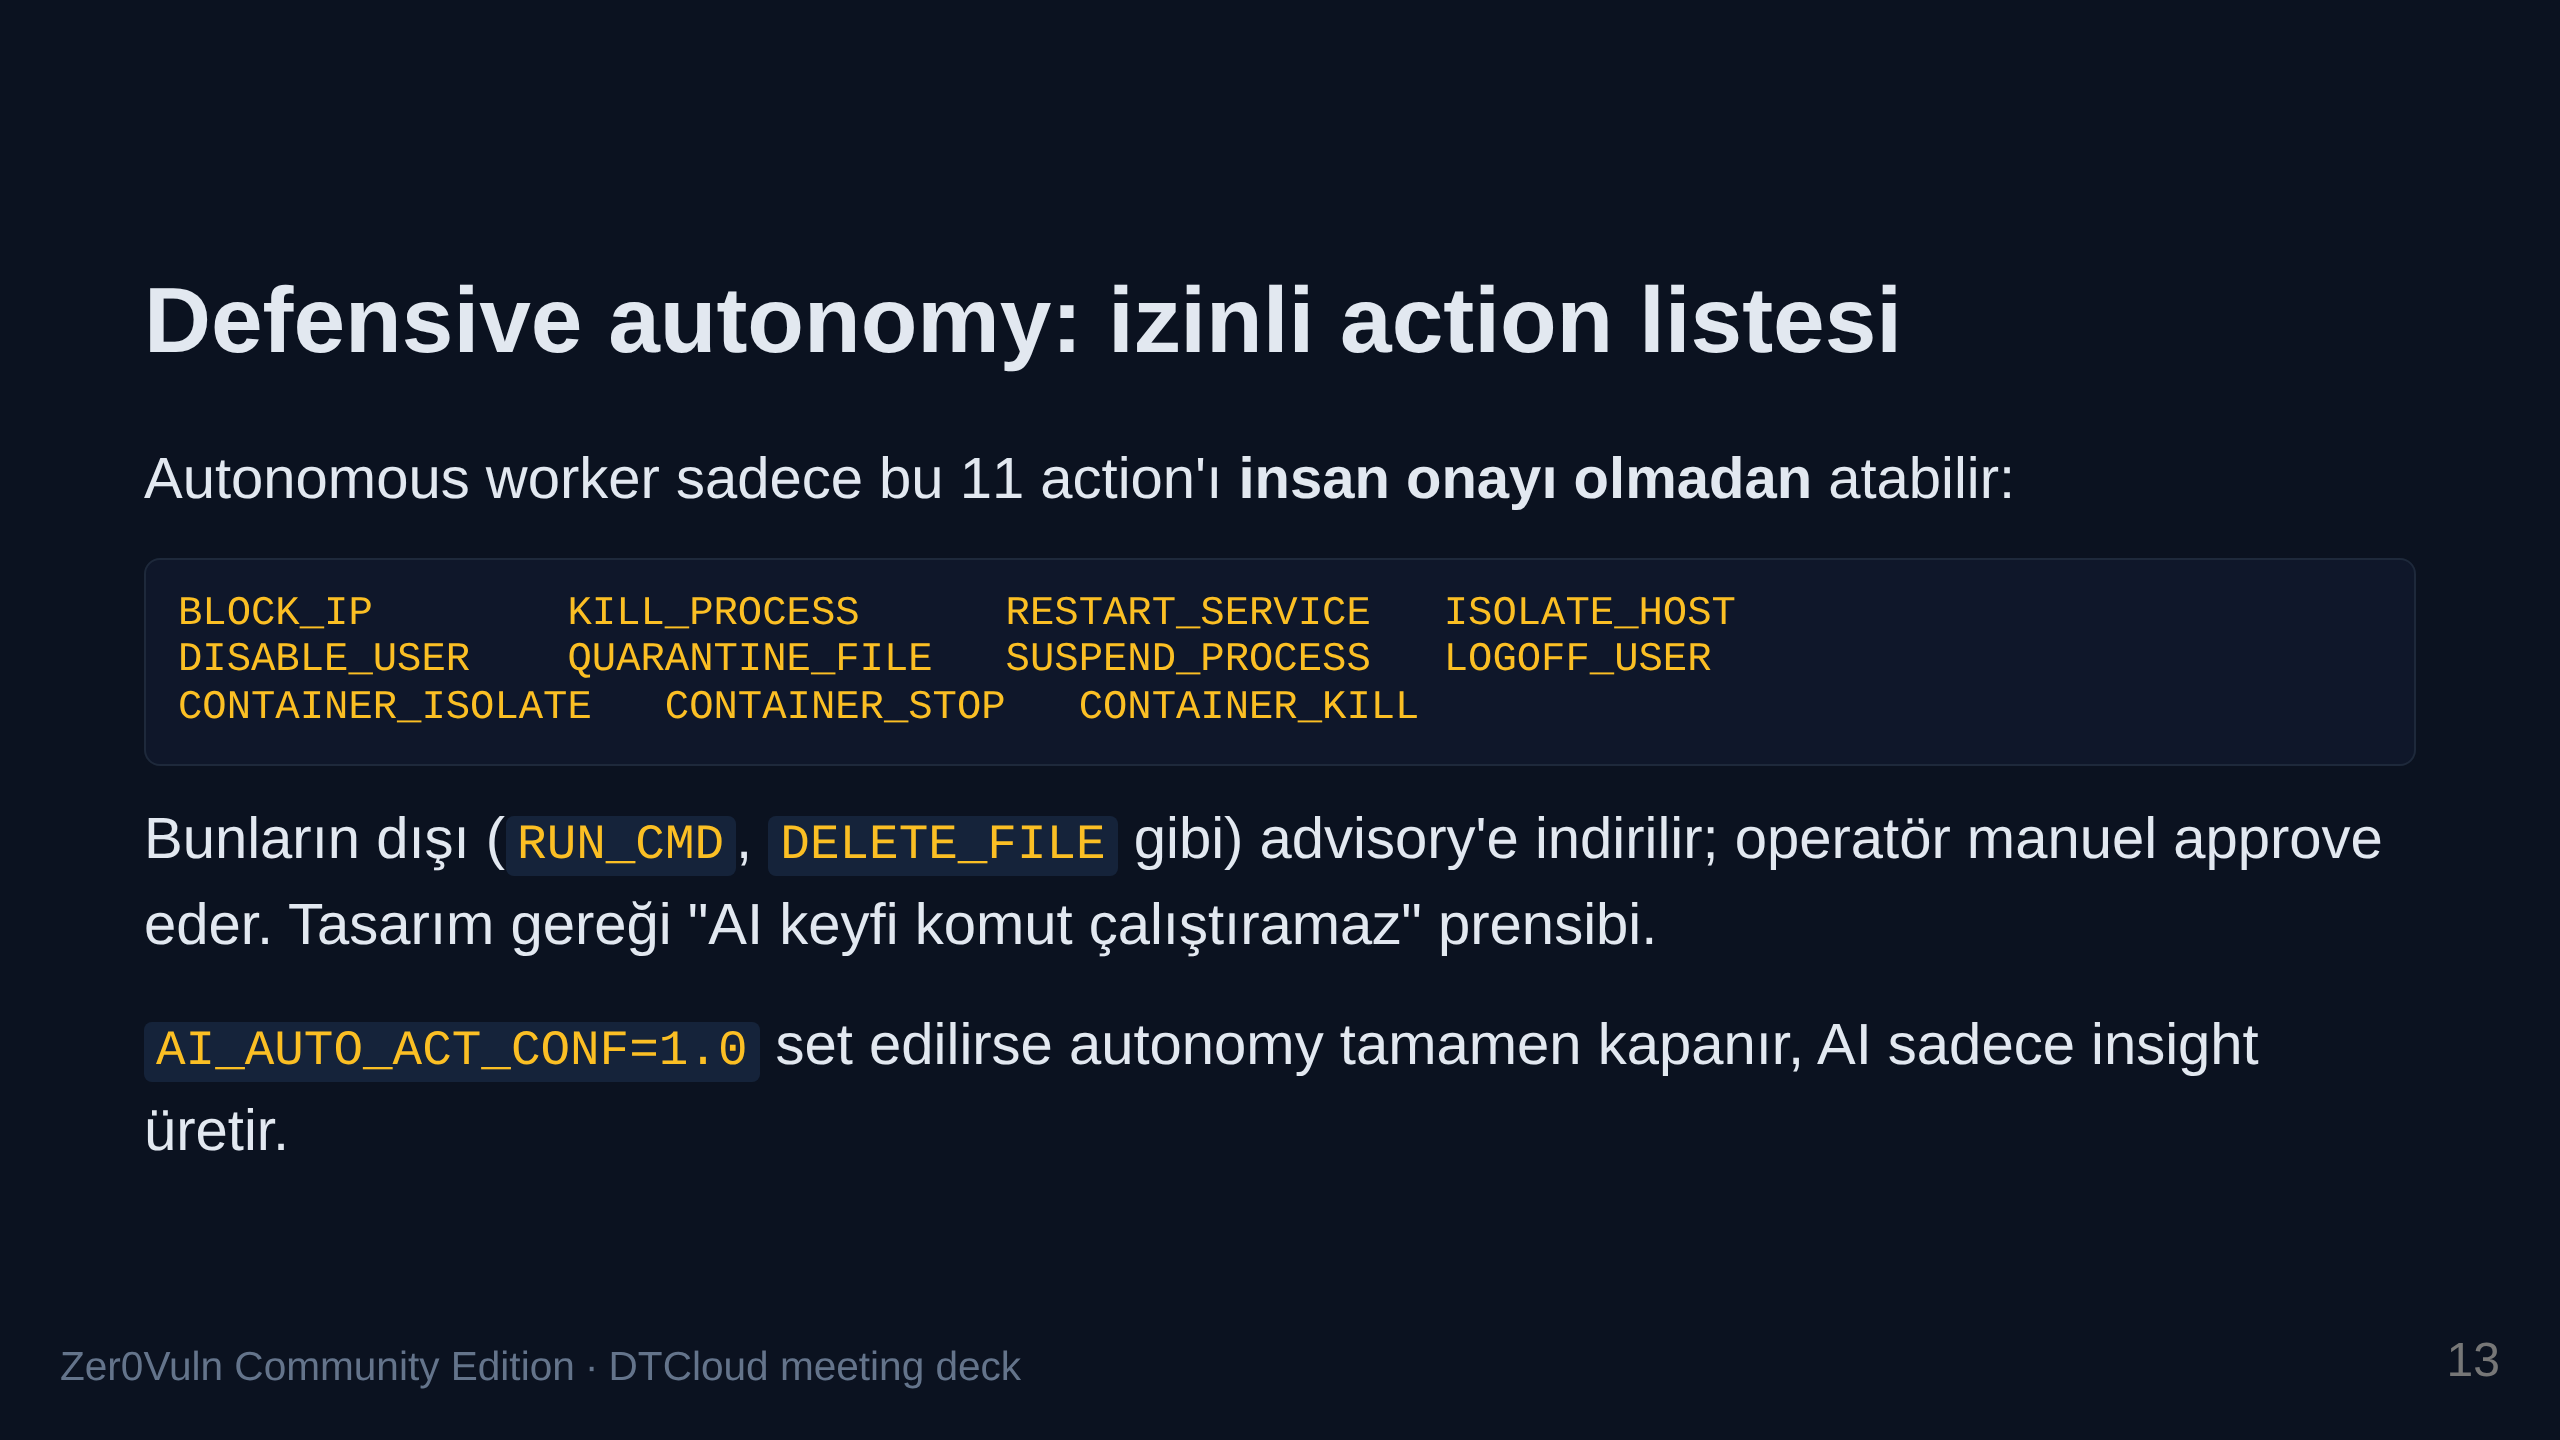 Defensive autonomy: izinli action listesi
Autonomous worker sadece bu 11 action'ı insan onayı olmadan atabilir:
BLOCK_IP KILL_PROCESS RESTART_SERVICE ISOLATE_HOST
DISABLE_USER QUARANTINE_FILE SUSPEND_PROCESS LOGOFF_USER
CONTAINER_ISOLATE CONTAINER_STOP CONTAINER_KILL
Bunların dışı (RUN_CMD, DELETE_FILE gibi) advisory'e indirilir; operatör manuel approve
eder. Tasarım gereği "AI keyfi komut çalıştıramaz" prensibi.
AI_AUTO_ACT_CONF=1.0 set edilirse autonomy tamamen kapanır, AI sadece insight
üretir.
Zer0Vuln Community Edition · DTCloud meeting deck
13